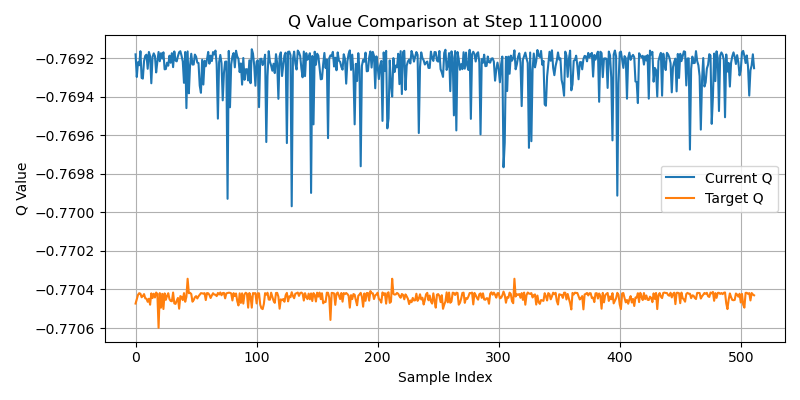 Q Value Comparison at Step 1110000
Q Value
−0.7692
−0.7694
−0.7696
−0.7698
−0.7700
−0.7702
−0.7704
−0.7706
Current Q
Target Q
0 100 200 300 400 500
Sample Index